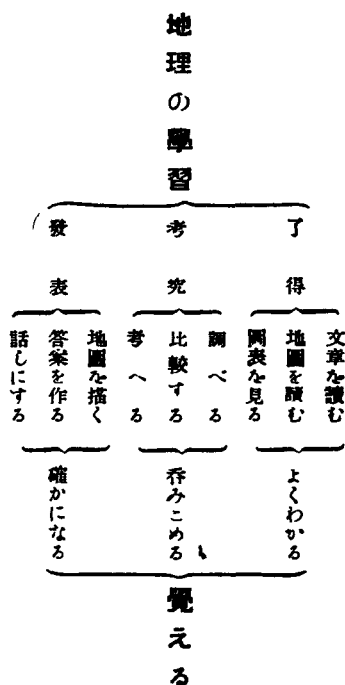 地理の學習
了得
文章を讀む
地圖を讀む
圖表を見る
よくわかる
考究
調べる
比較する
考へる
呑みこめる
發表
地圖を描く
答案を作る
話しにする
確かになる
覺える